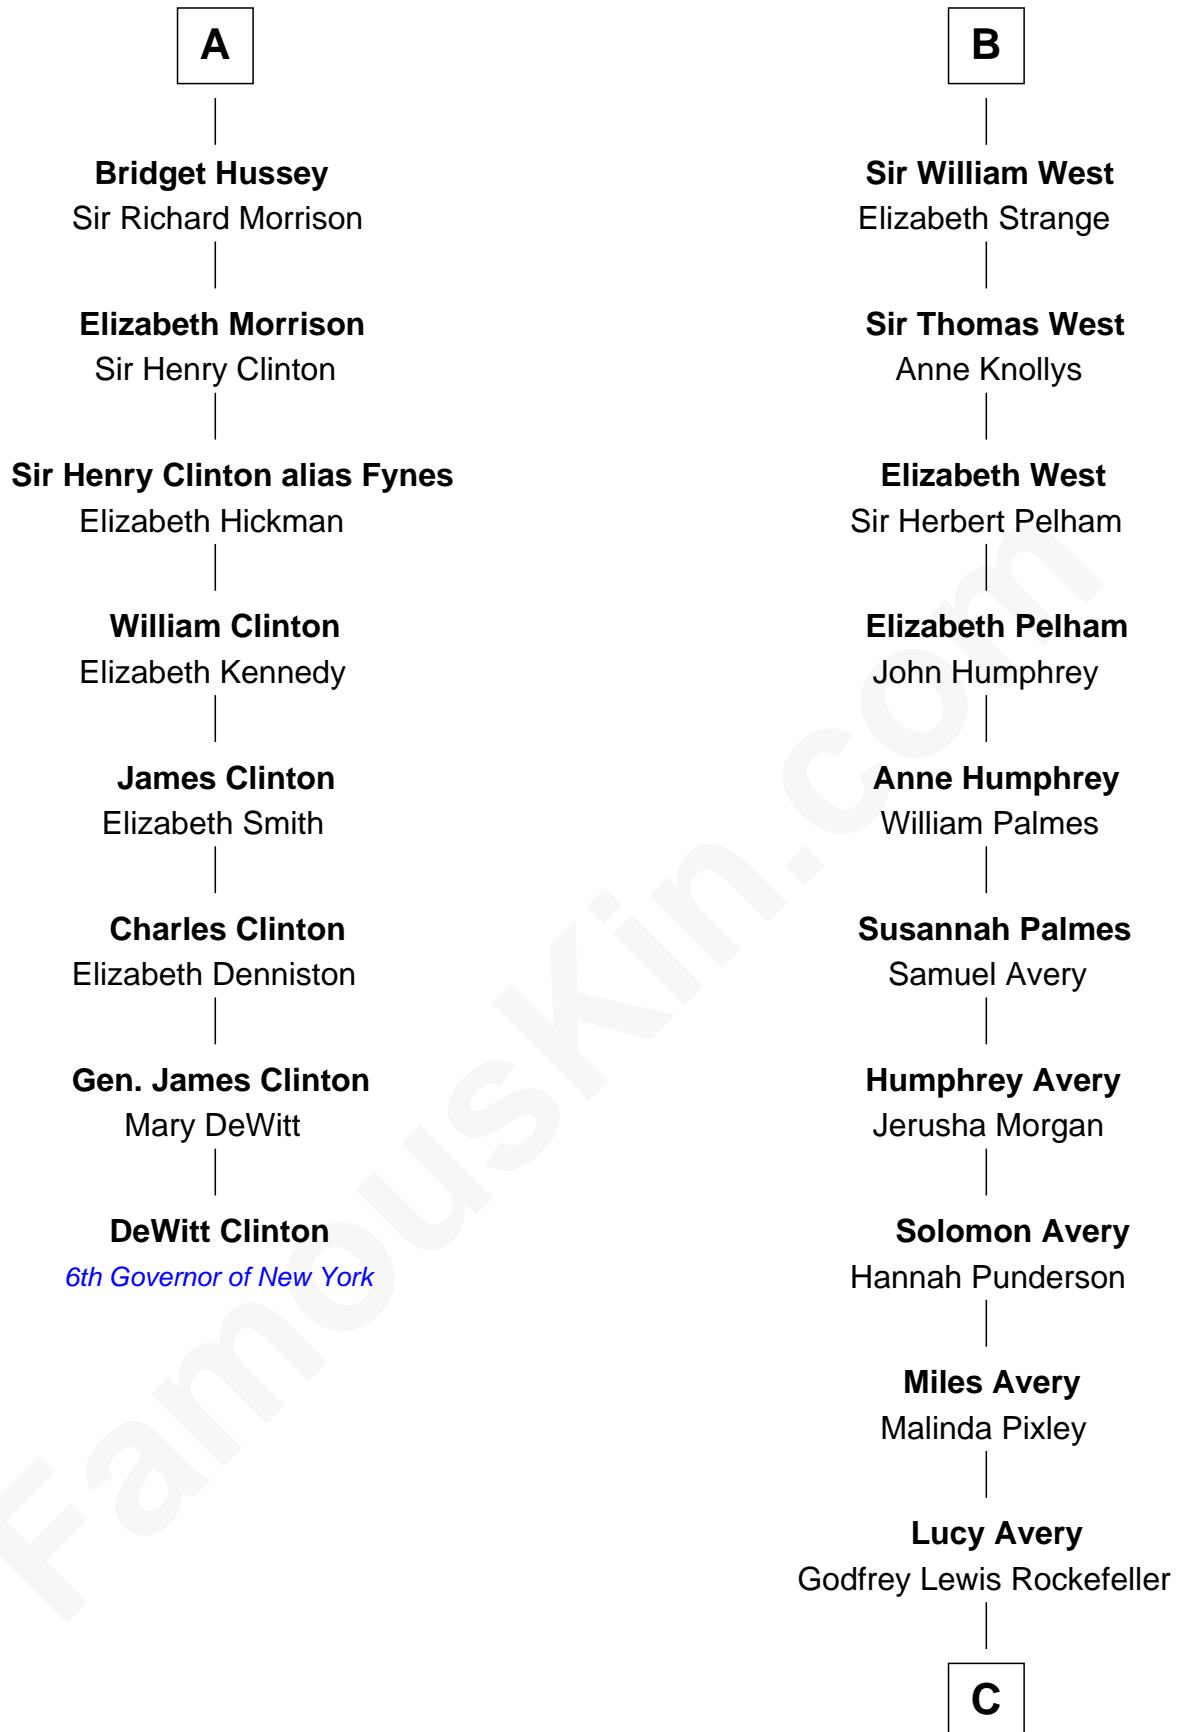 A
Bridget Hussey
Sir Richard Morrison
Elizabeth Morrison
Sir Henry Clinton
Sir Henry Clinton alias Fynes
Elizabeth Hickman
William Clinton
Elizabeth Kennedy
James Clinton
Elizabeth Smith
Charles Clinton
Elizabeth Denniston
Gen. James Clinton
Mary DeWitt
DeWitt Clinton
6th Governor of New York
B
Sir William West
Elizabeth Strange
Sir Thomas West
Anne Knollys
Elizabeth West
Sir Herbert Pelham
Elizabeth Pelham
John Humphrey
Anne Humphrey
William Palmes
Susannah Palmes
Samuel Avery
Humphrey Avery
Jerusha Morgan
Solomon Avery
Hannah Punderson
Miles Avery
Malinda Pixley
Lucy Avery
Godfrey Lewis Rockefeller
C
FamousKin.com